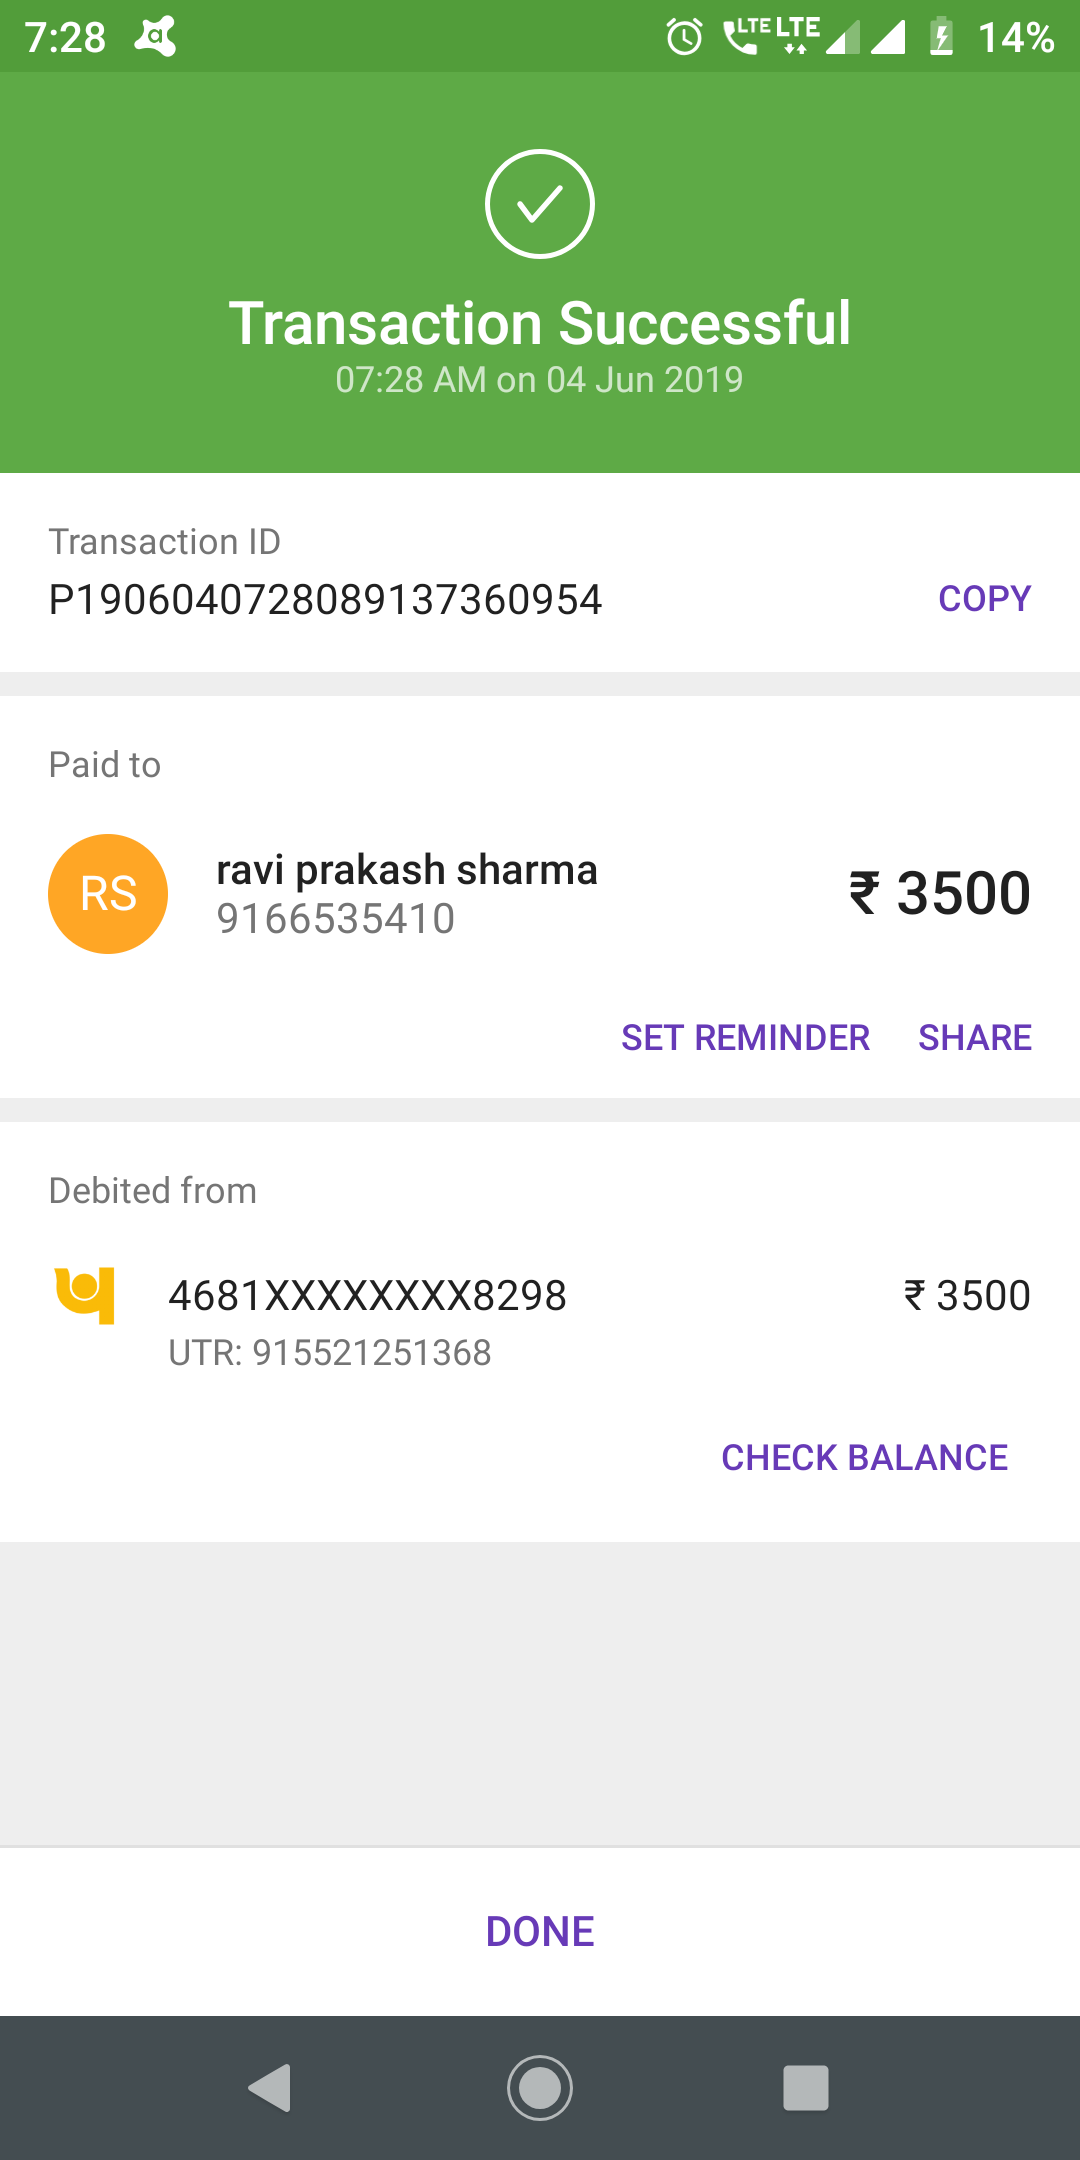 7:28 LTE LTE 14%
Transaction Successful
07:28 AM on 04 Jun 2019
Transaction ID
P1906040728089137360954 COPY
Paid to
RS ravi prakash sharma ₹ 3500
9166535410
SET REMINDER SHARE
Debited from
4681XXXXXXXX8298 ₹ 3500
UTR: 915521251368
CHECK BALANCE
DONE